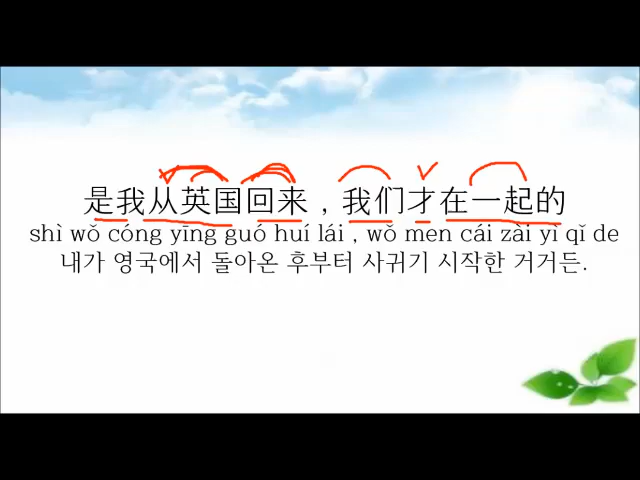 是我从英国回来，我们才在一起的
shì wǒ cóng yīng guó huí lái , wǒ men cái zài yì qǐ de
내가 영국에서 돌아온 후부터 사귀기 시작한 거거든.